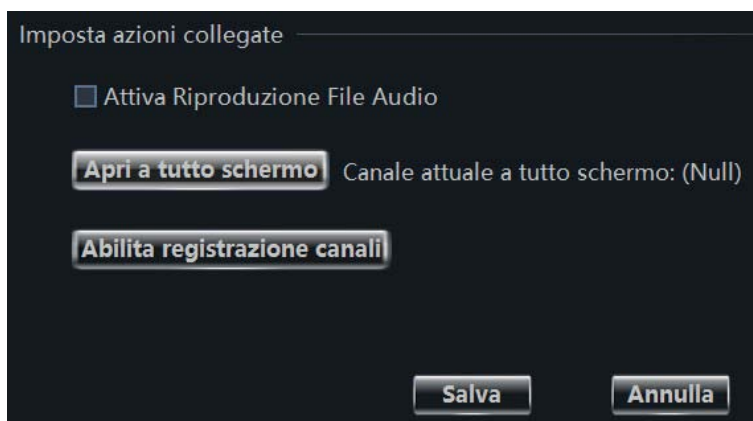 Imposta azioni collegate
Attiva Riproduzione File Audio
Apri a tutto schermo Canale attuale a tutto schermo: (Null)
Abilita registrazione canali
Salva Annulla